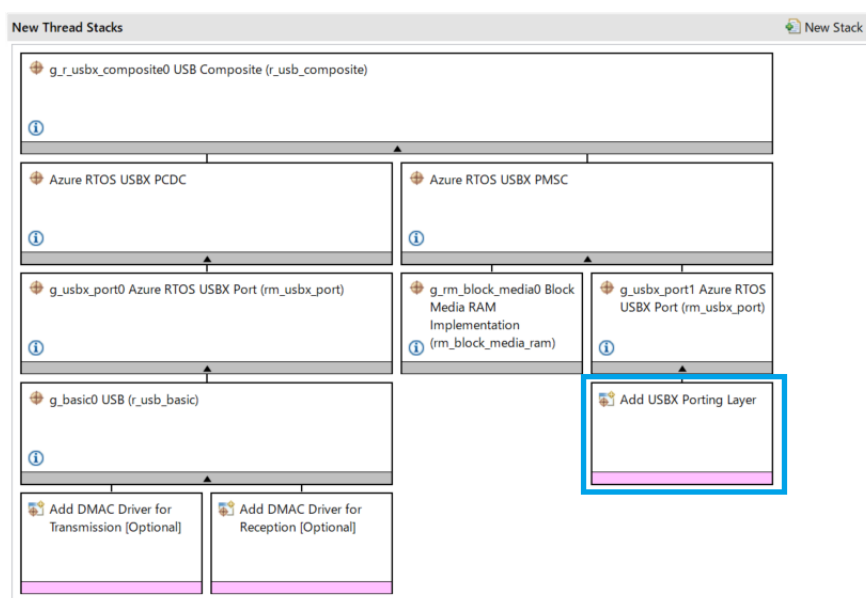 New Thread Stacks
New Stack
g_r_usbx_composite0 USB Composite (r_usb_composite)
Azure RTOS USBX PCDC
Azure RTOS USBX PMSC
g_usbx_port0 Azure RTOS USBX Port (rm_usbx_port)
g_rm_block_media0 Block
Media RAM
Implementation
(rm_block_media_ram)
g_usbx_port1 Azure RTOS
USBX Port (rm_usbx_port)
g_basic0 USB (r_usb_basic)
Add USBX Porting Layer
Add DMAC Driver for
Transmission [Optional]
Add DMAC Driver for
Reception [Optional]